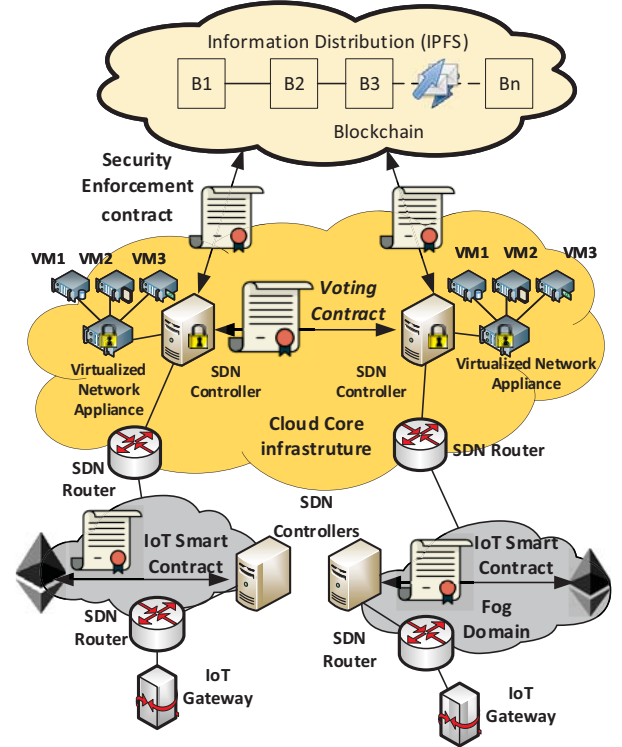 Information Distribution (IPFS)
B1
B2
B3
Bn
Blockchain
Security
Enforcement
contract
VM1
VM2
VM3
VM1
VM2
VM3
Voting
Contract
Virtualized
Network
Appliance
SDN
Controller
SDN
Controller
Virtualized Network
Appliance
Cloud Core
infrastruture
SDN
Router
SDN Router
SDN
Controllers
IoT Smart
Contract
IoT Smart
Contract
SDN
Router
Fog
Domain
SDN
Router
IoT
Gateway
IoT
Gateway